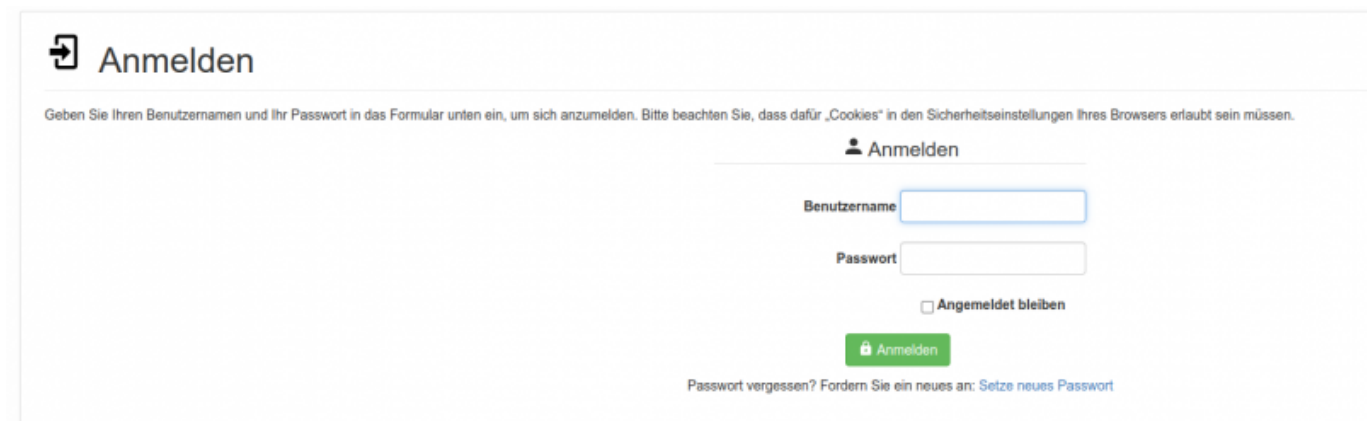 Anmelden
Geben Sie Ihren Benutzernamen und Ihr Passwort in das Formular unten ein, um sich anzumelden. Bitte beachten Sie, dass dafür „Cookies“ in den Sicherheitseinstellungen Ihres Browsers erlaubt sein müssen.
Anmelden
Benutzername
Passwort
Angemeldet bleiben
Anmelden
Passwort vergessen? Fordern Sie ein neues an: Setze neues Passwort